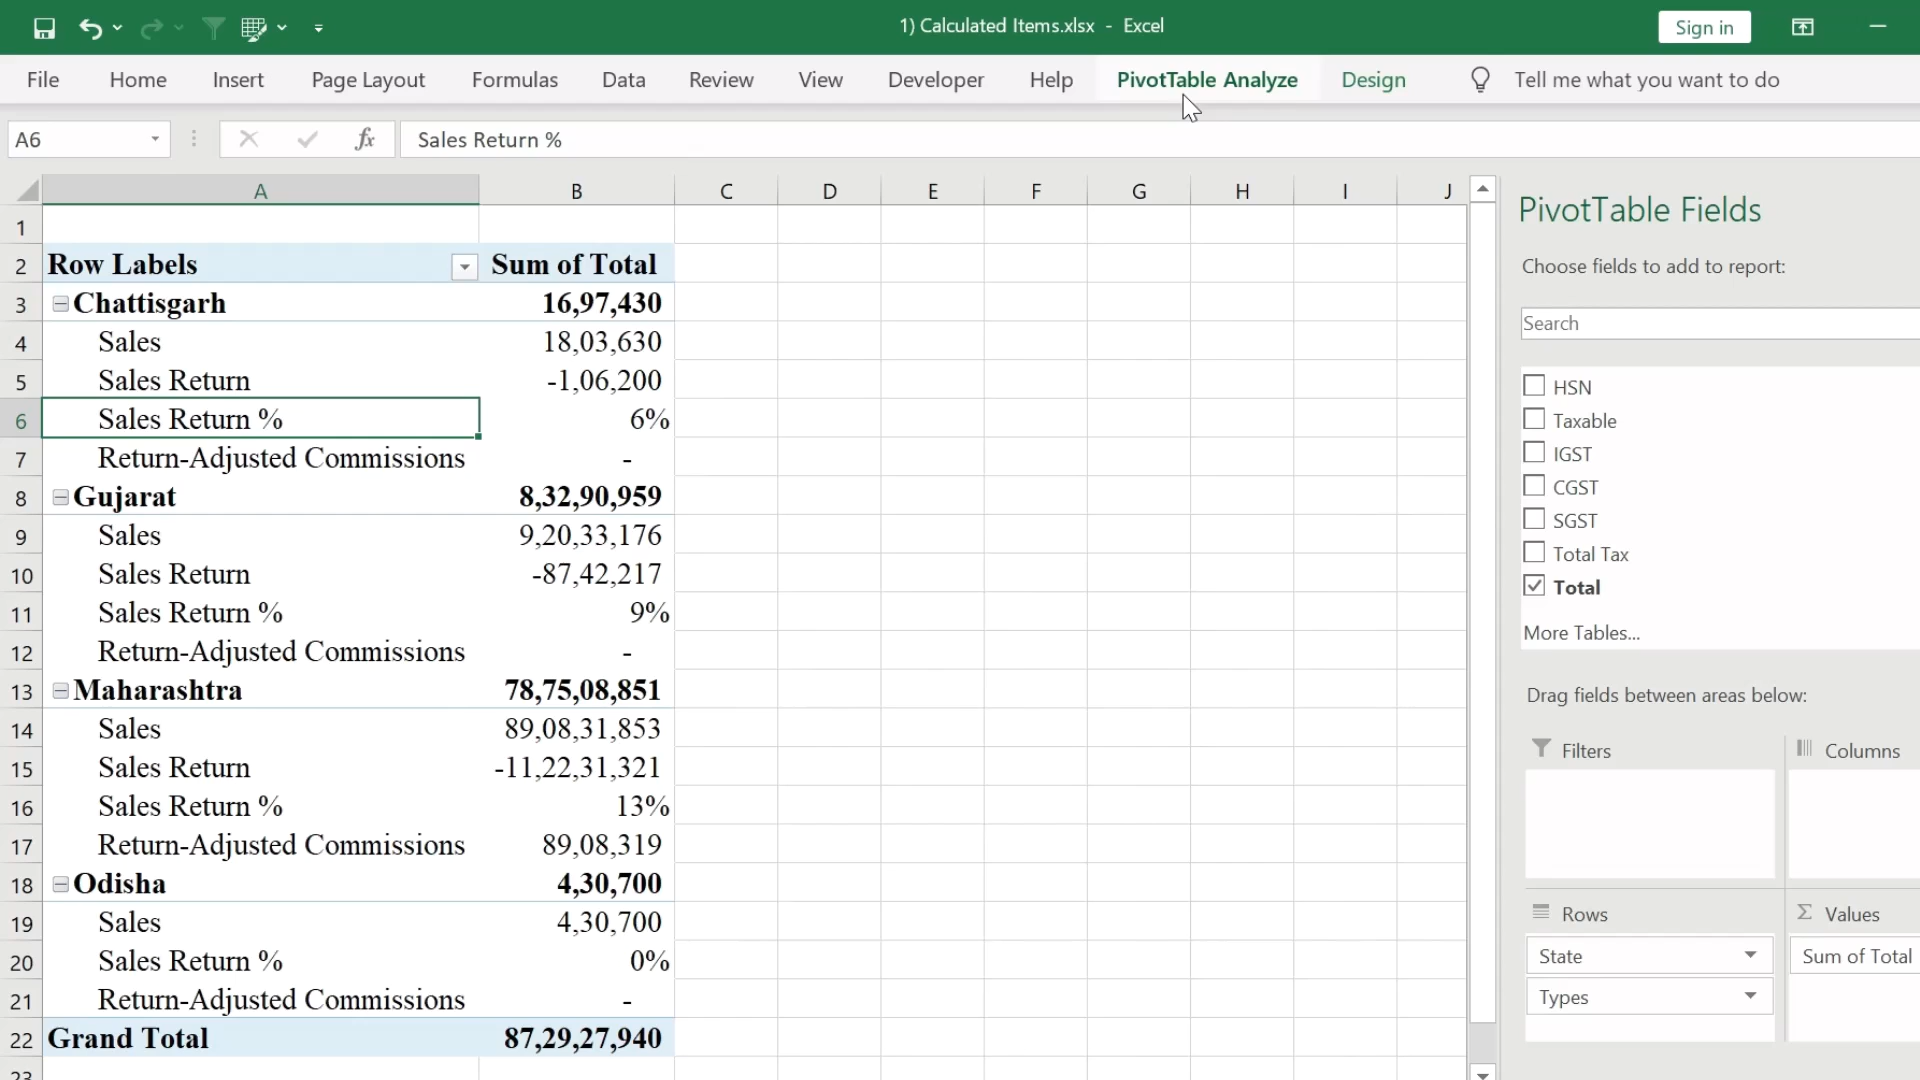 1) Calculated Items.xlsx - Excel
Sign in
File Home Insert Page Layout Formulas Data Review View Developer Help PivotTable Analyze Design Tell me what you want to do
A6 fx Sales Return %
A B C D E F G H I J
1
2 Row Labels Sum of Total
3 Chattisgarh 16,97,430
4 Sales 18,03,630
5 Sales Return -1,06,200
6 Sales Return % 6%
7 Return-Adjusted Commissions -
8 Gujarat 8,32,90,959
9 Sales 9,20,33,176
10 Sales Return -87,42,217
11 Sales Return % 9%
12 Return-Adjusted Commissions -
13 Maharashtra 78,75,08,851
14 Sales 89,08,31,853
15 Sales Return -11,22,31,321
16 Sales Return % 13%
17 Return-Adjusted Commissions 89,08,319
18 Odisha 4,30,700
19 Sales 4,30,700
20 Sales Return % 0%
21 Return-Adjusted Commissions -
22 Grand Total 87,29,27,940
23
PivotTable Fields
Choose fields to add to report:
Search
HSN
Taxable
IGST
CGST
SGST
Total Tax
Total
More Tables...
Drag fields between areas below:
Filters
Columns
Rows
Σ Values
State
Sum of Total
Types